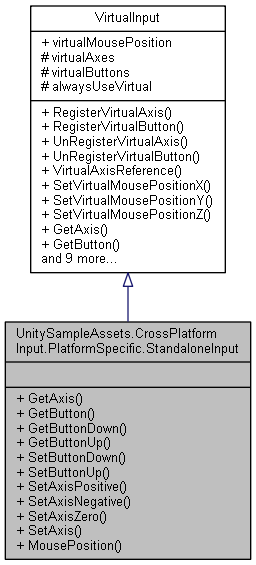 VirtualInput
+ virtualMousePosition
# virtualAxes
# virtualButtons
# alwaysUseVirtual
+ RegisterVirtualAxis()
+ RegisterVirtualButton()
+ UnRegisterVirtualAxis()
+ UnRegisterVirtualButton()
+ VirtualAxisReference()
+ SetVirtualMousePositionX()
+ SetVirtualMousePositionY()
+ SetVirtualMousePositionZ()
+ GetAxis()
+ GetButton()
and 9 more...
UnitySampleAssets.CrossPlatform
Input.PlatformSpecific.StandaloneInput
+ GetAxis()
+ GetButton()
+ GetButtonDown()
+ GetButtonUp()
+ SetButtonDown()
+ SetButtonUp()
+ SetAxisPositive()
+ SetAxisNegative()
+ SetAxisZero()
+ SetAxis()
+ MousePosition()